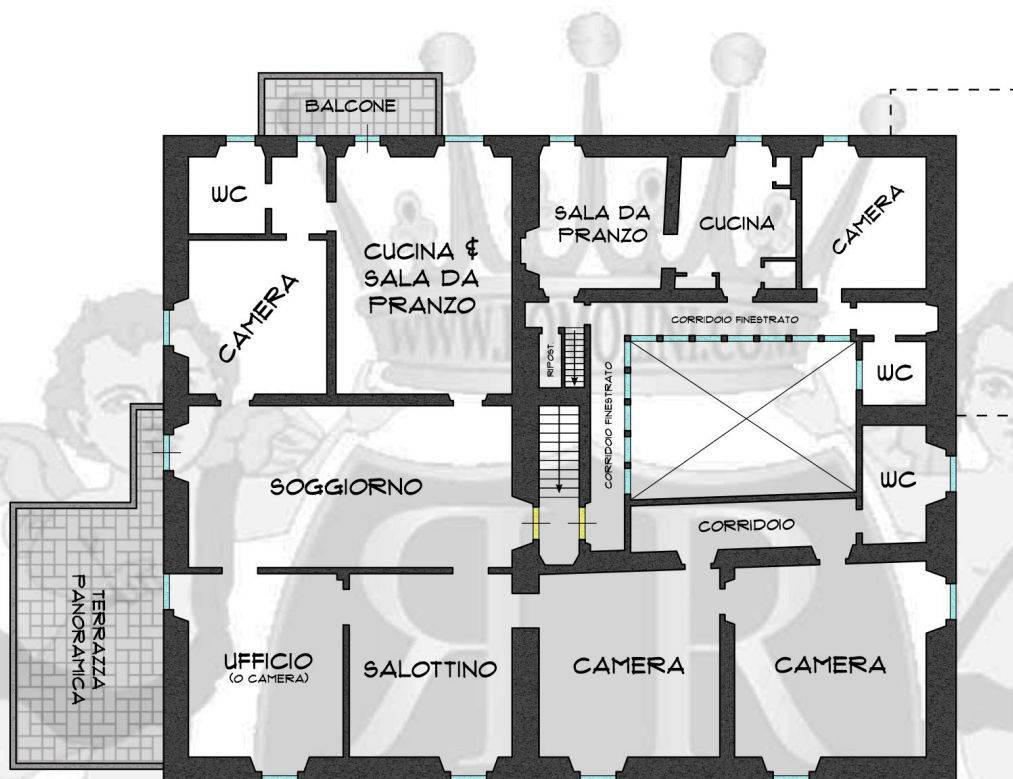 BALCONE
WC
CAMERA
CUCINA &
SALA DA
PRANZO
SALA DA
PRANZO
CUCINA
CAMERA
CORRIDOIO FINESTRATO
RIPOST.
CORRIDOIO FINESTRATO
WC
WC
SOGGIORNO
CORRIDOIO
TERRAZZA
PANORAMICA
UFFICIO
(O CAMERA)
SALOTTINO
CAMERA
CAMERA
RR